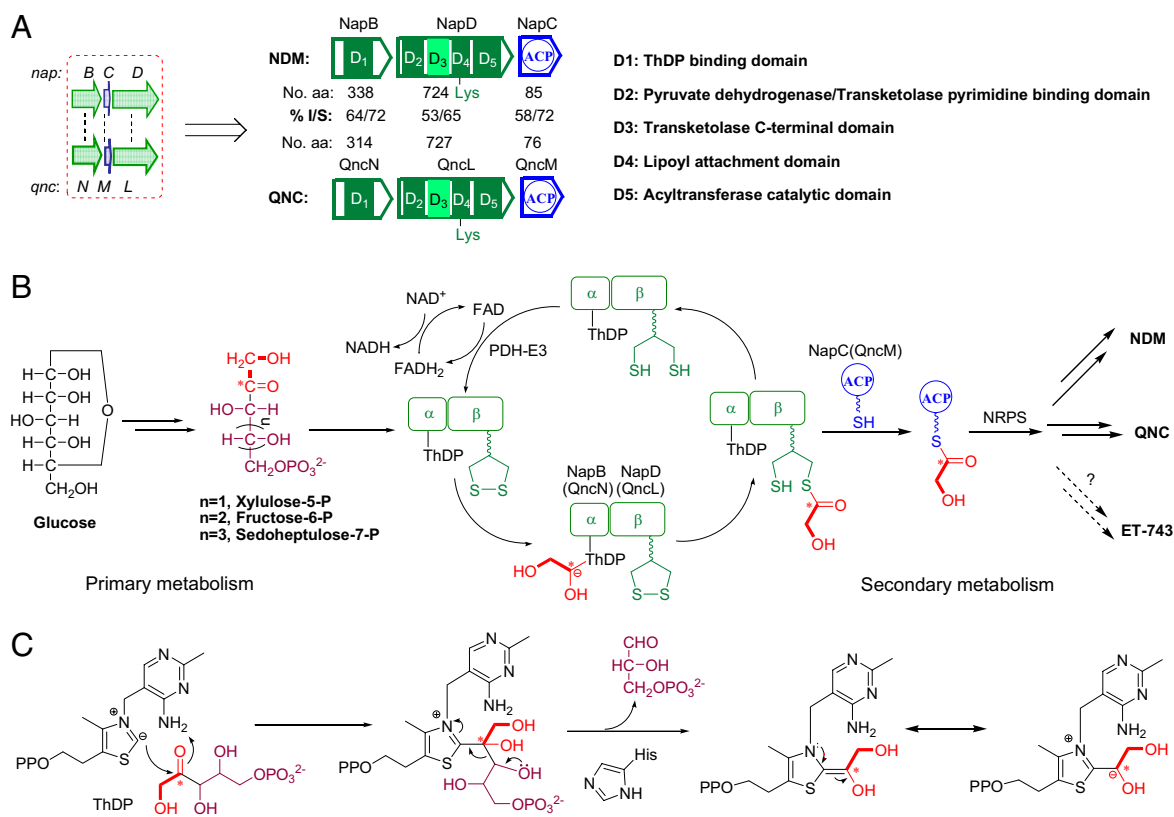 A
nap:
B C D
qnc:
N M L
NapB NapD NapC
NDM:
D1 D2 D3 D4 D5 ACP
Lys
No. aa: 338 724 85
% I/S: 64/72 53/65 58/72
No. aa: 314 727 76
QncN QncL QncM
QNC:
D1 D2 D3 D4 D5 ACP
Lys
D1: ThDP binding domain
D2: Pyruvate dehydrogenase/Transketolase pyrimidine binding domain
D3: Transketolase C-terminal domain
D4: Lipoyl attachment domain
D5: Acyltransferase catalytic domain
B
H OH
H OH
HO H
H OH
H
O
CH₂OH
Glucose
H₂C-OH
*C=O
HO-C-H
n
(H-C-OH)
CH₂OPO₃²⁻
n=1, Xylulose-5-P
n=2, Fructose-6-P
n=3, Sedoheptulose-7-P
Primary metabolism
NAD⁺
NADH
FAD
FADH₂
PDH-E3
α β
ThDP
SH SH
α β
ThDP
S-S
NapB NapD
(QncN) (QncL)
α β
ThDP
HO
*
⊖
OH
S-S
α β
ThDP
SH S
*
O
OH
NapC(QncM)
ACP
SH
ACP
S
*C=O
OH
NRPS
NDM
QNC
?
ET-743
Secondary metabolism
C
N
N
NH₂
⊕
N
⊖
S
PPO
ThDP
O
*
OH
OH
OH
OPO₃²⁻
N
N
NH₂
⊕
N
S
PPO
OH
*
OH
OH
HO
OPO₃²⁻
CHO
H-C-OH
H₂C-OPO₃²⁻
His
N
NH
N
N
NH₂
N
S
PPO
OH
*
OH
N
N
NH₂
⊕
N
S
PPO
OH
*
⊖
OH